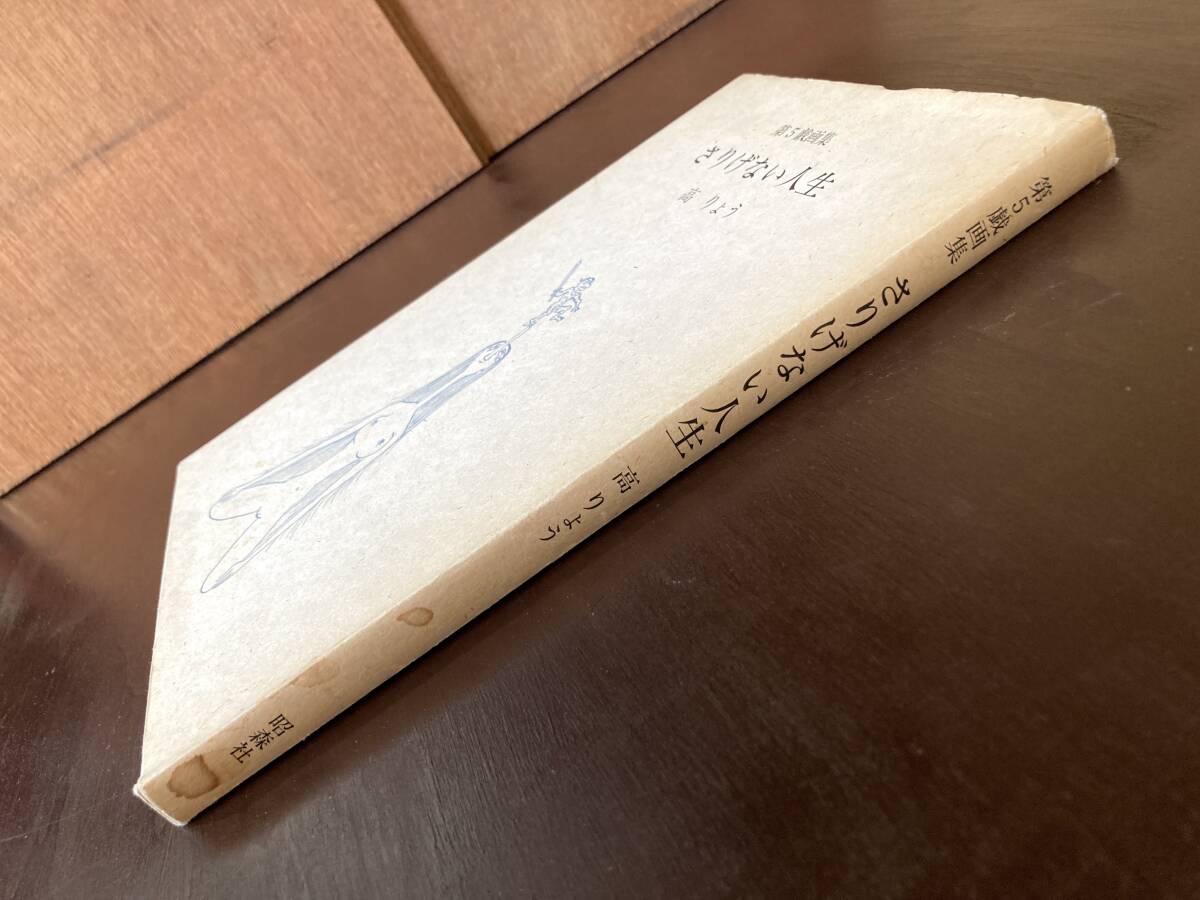 第5戯画集
さりげない人生
高 りょう
第5戯画集 さりげない人生 高 りょう 昭森社